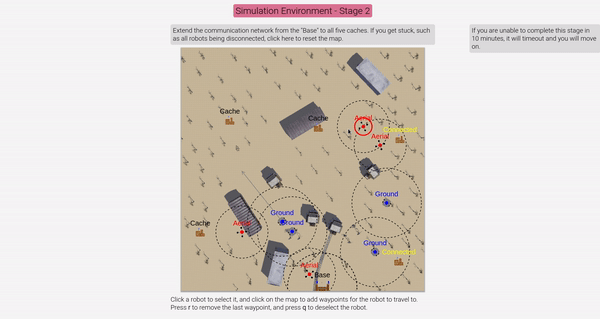 Simulation Environment - Stage 2
Extend the communication network from the "Base" to all five caches. If you get stuck, such
as all robots being disconnected, click here to reset the map.
If you are unable to complete this stage in
10 minutes, it will timeout and you will move
on.
Cache
Cache
Aerial
Connected
Aerial
Ground
Cache
Aerial
Ground
Ground
Ground
Connected
Aerial
Base
Click a robot to select it, and click on the map to add waypoints for the robot to travel to.
Press r to remove the last waypoint, and press q to deselect the robot.